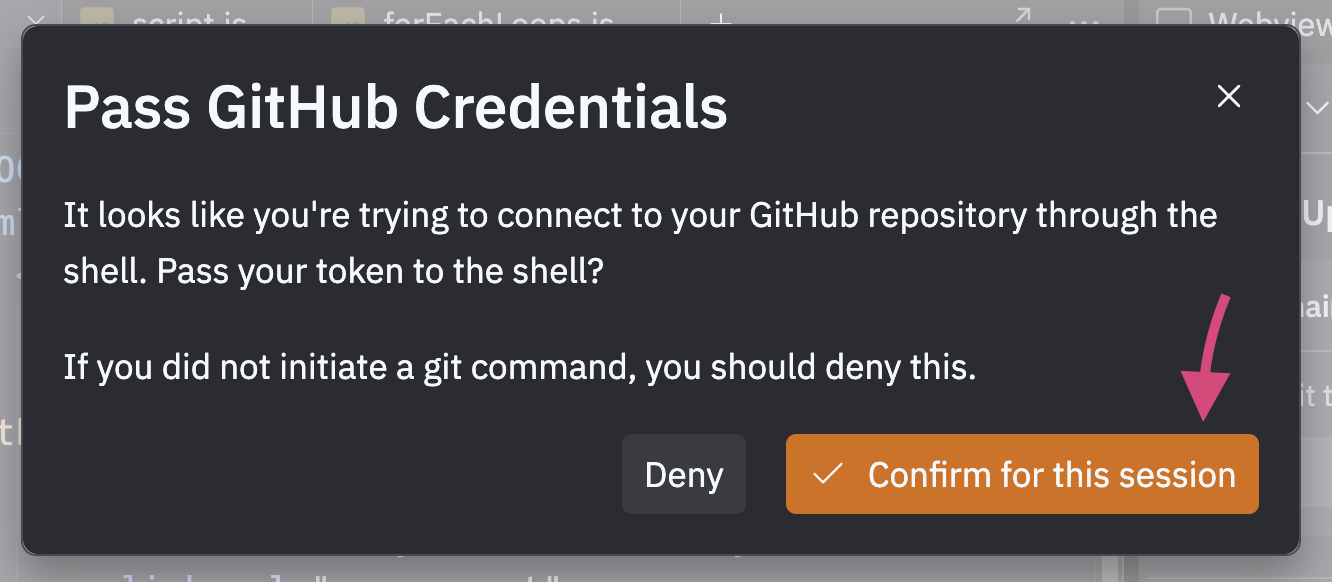 script.js
forEachLoops.js
Webview
Pass GitHub Credentials
It looks like you're trying to connect to your GitHub repository through the
shell. Pass your token to the shell?
If you did not initiate a git command, you should deny this.
Deny
Confirm for this session